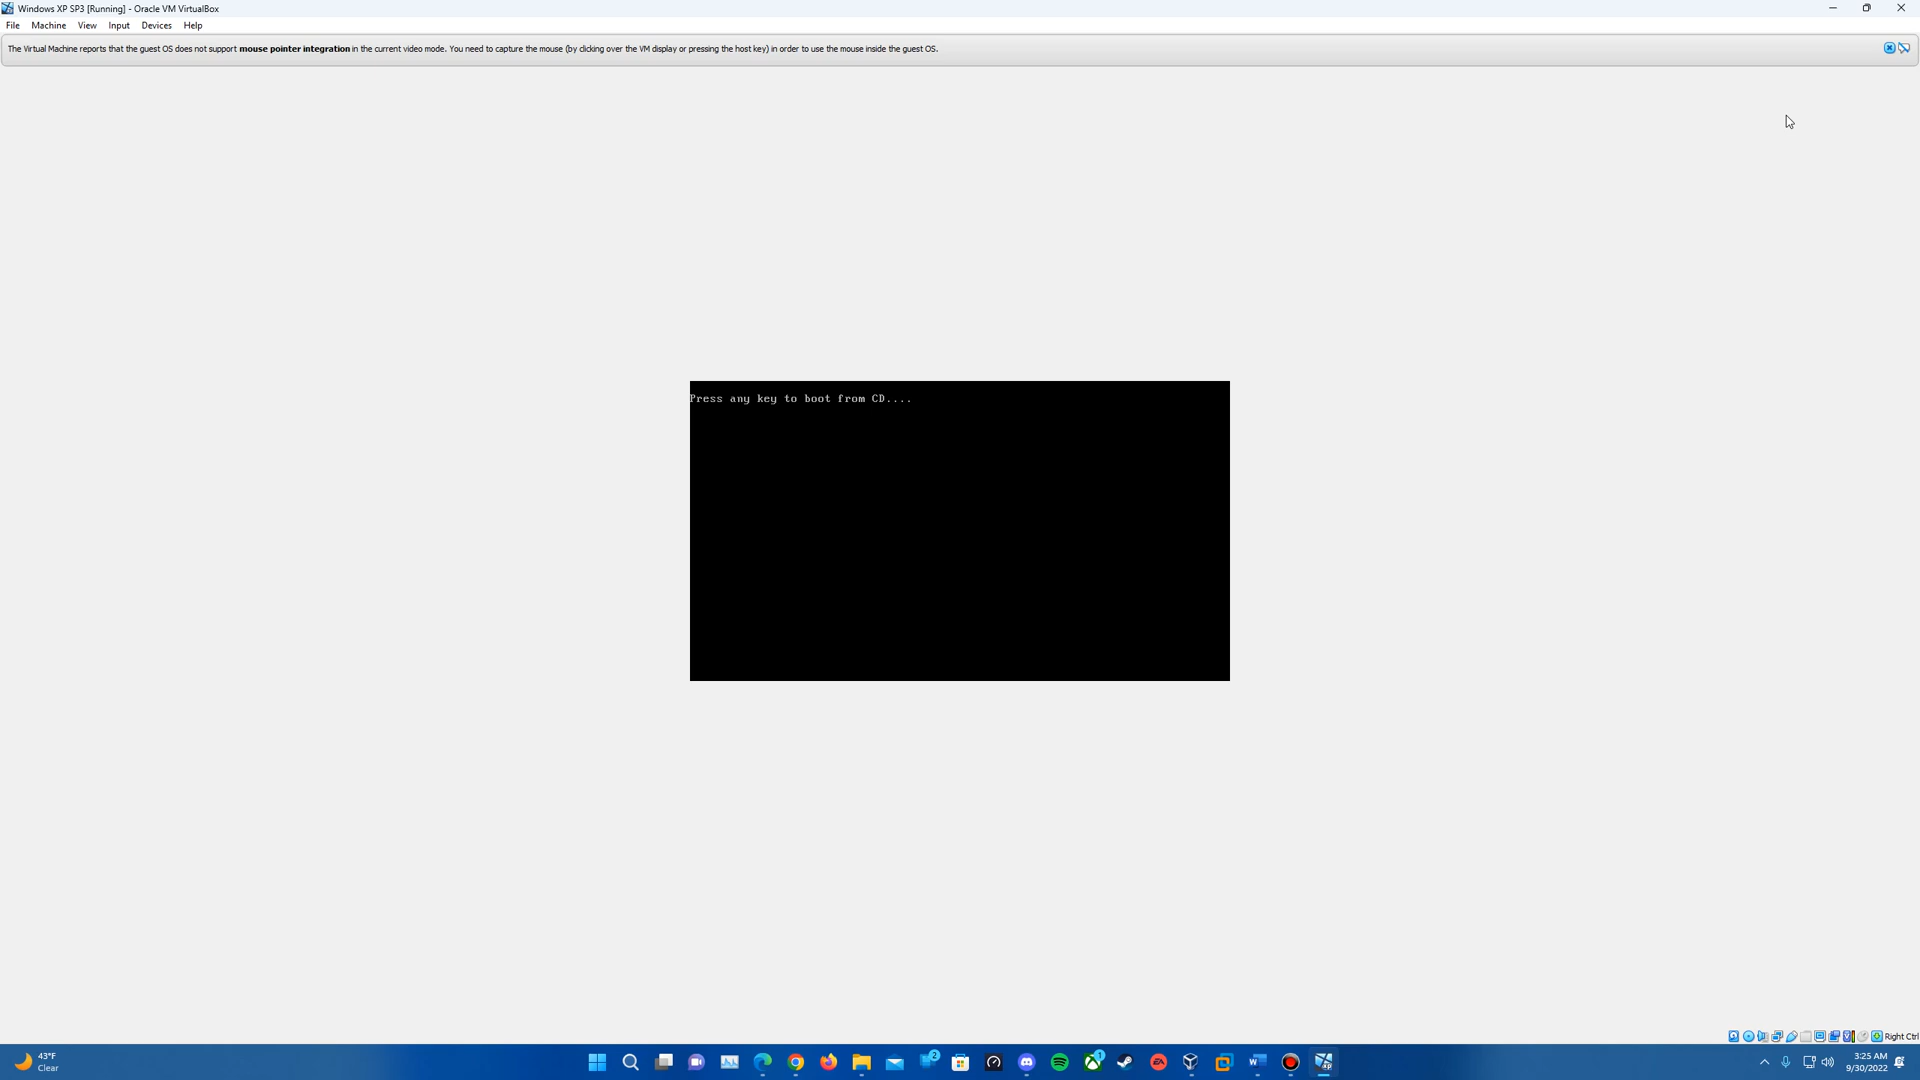 Windows XP SP3 [Running] - Oracle VM VirtualBox
File Machine View Input Devices Help
The Virtual Machine reports that the guest OS does not support mouse pointer integration in the current video mode. You need to capture the mouse (by clicking over the VM display or pressing the host key) in order to use the mouse inside the guest OS.
Press any key to boot from CD....
Right Ctrl
43°F
Clear
2
1
3:25 AM
9/30/2022